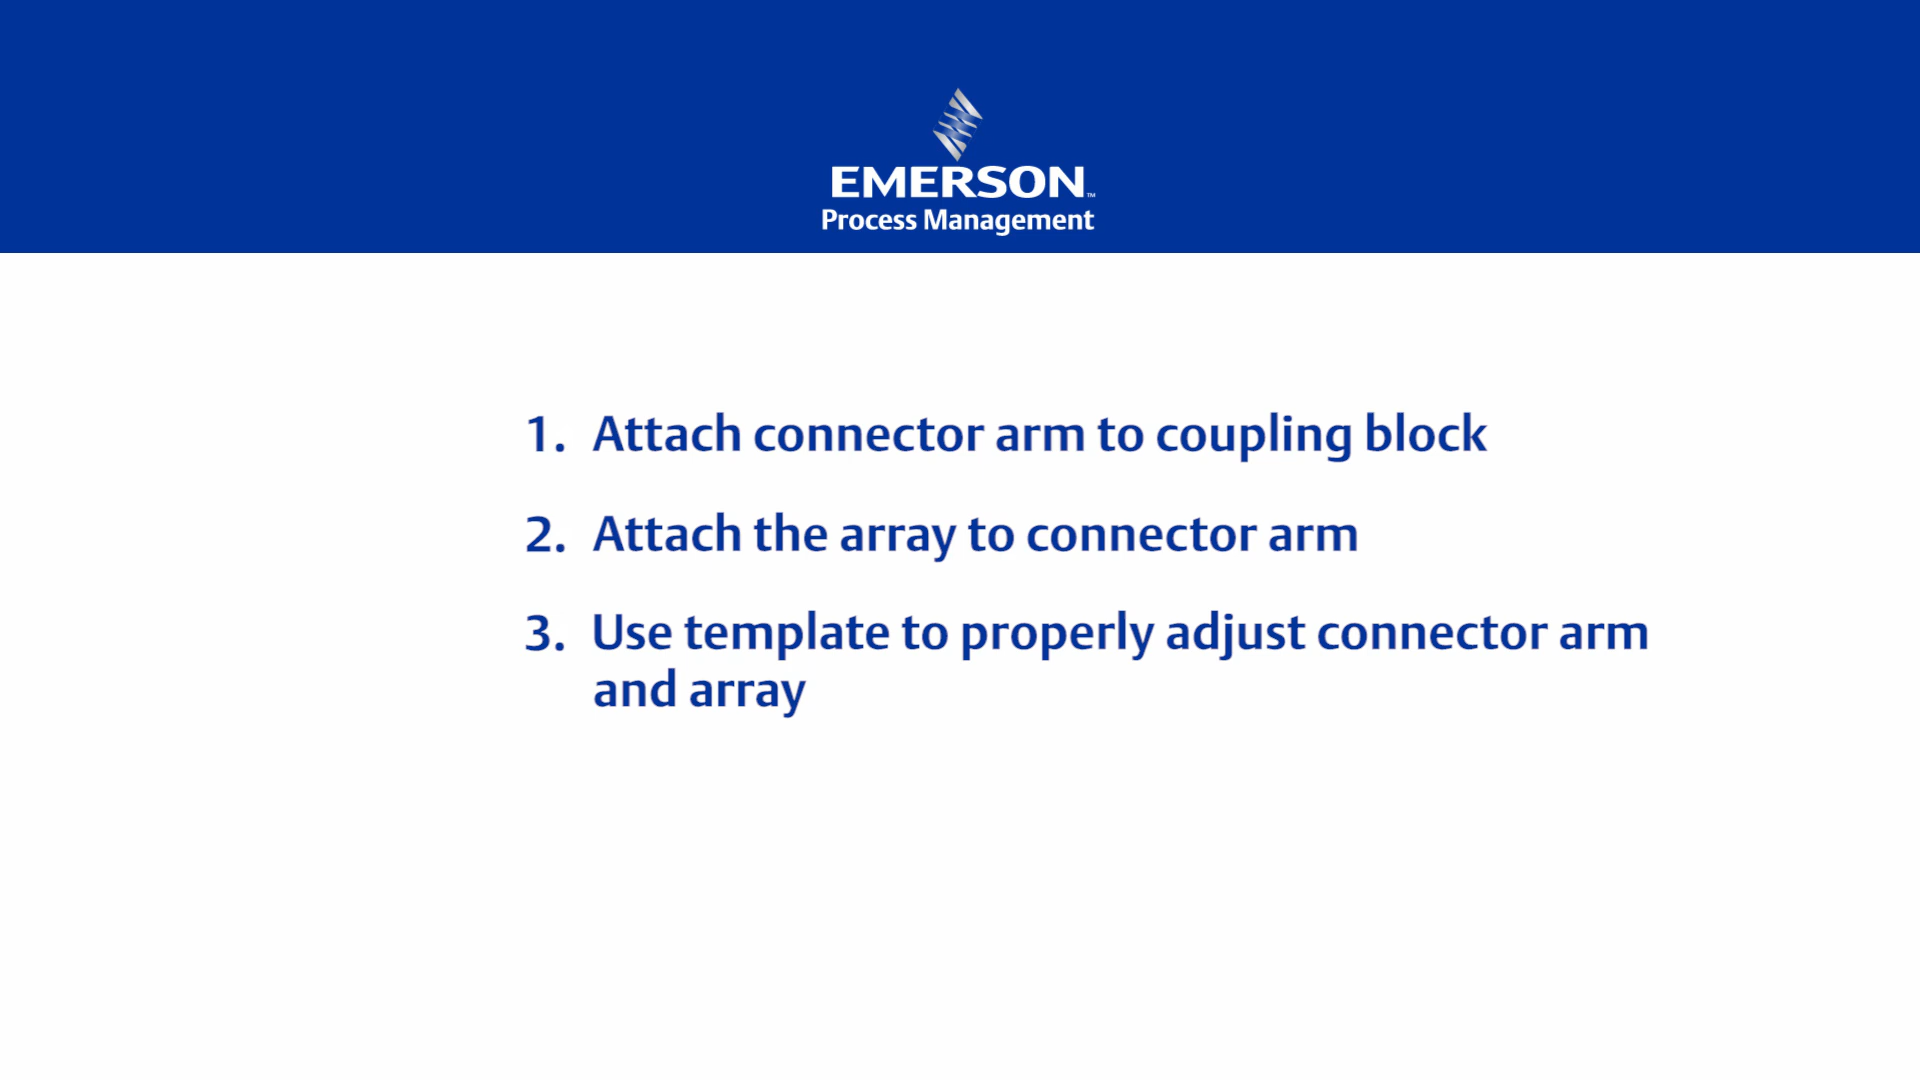 EMERSON™
Process Management
1. Attach connector arm to coupling block
2. Attach the array to connector arm
3. Use template to properly adjust connector arm
and array